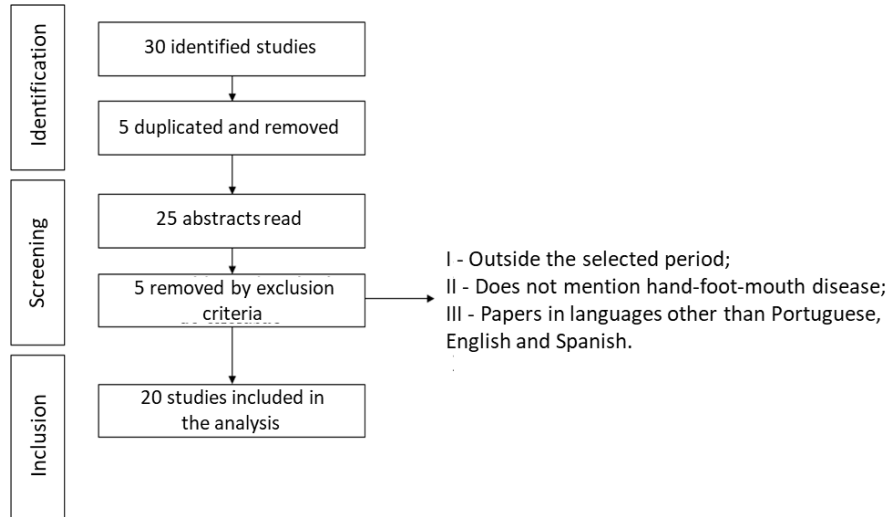 Identification
30 identified studies
5 duplicated and removed
Screening
25 abstracts read
5 removed by exclusion
criteria
I - Outside the selected period;
II - Does not mention hand-foot-mouth disease;
III - Papers in languages other than Portuguese,
English and Spanish.
Inclusion
20 studies included in
the analysis